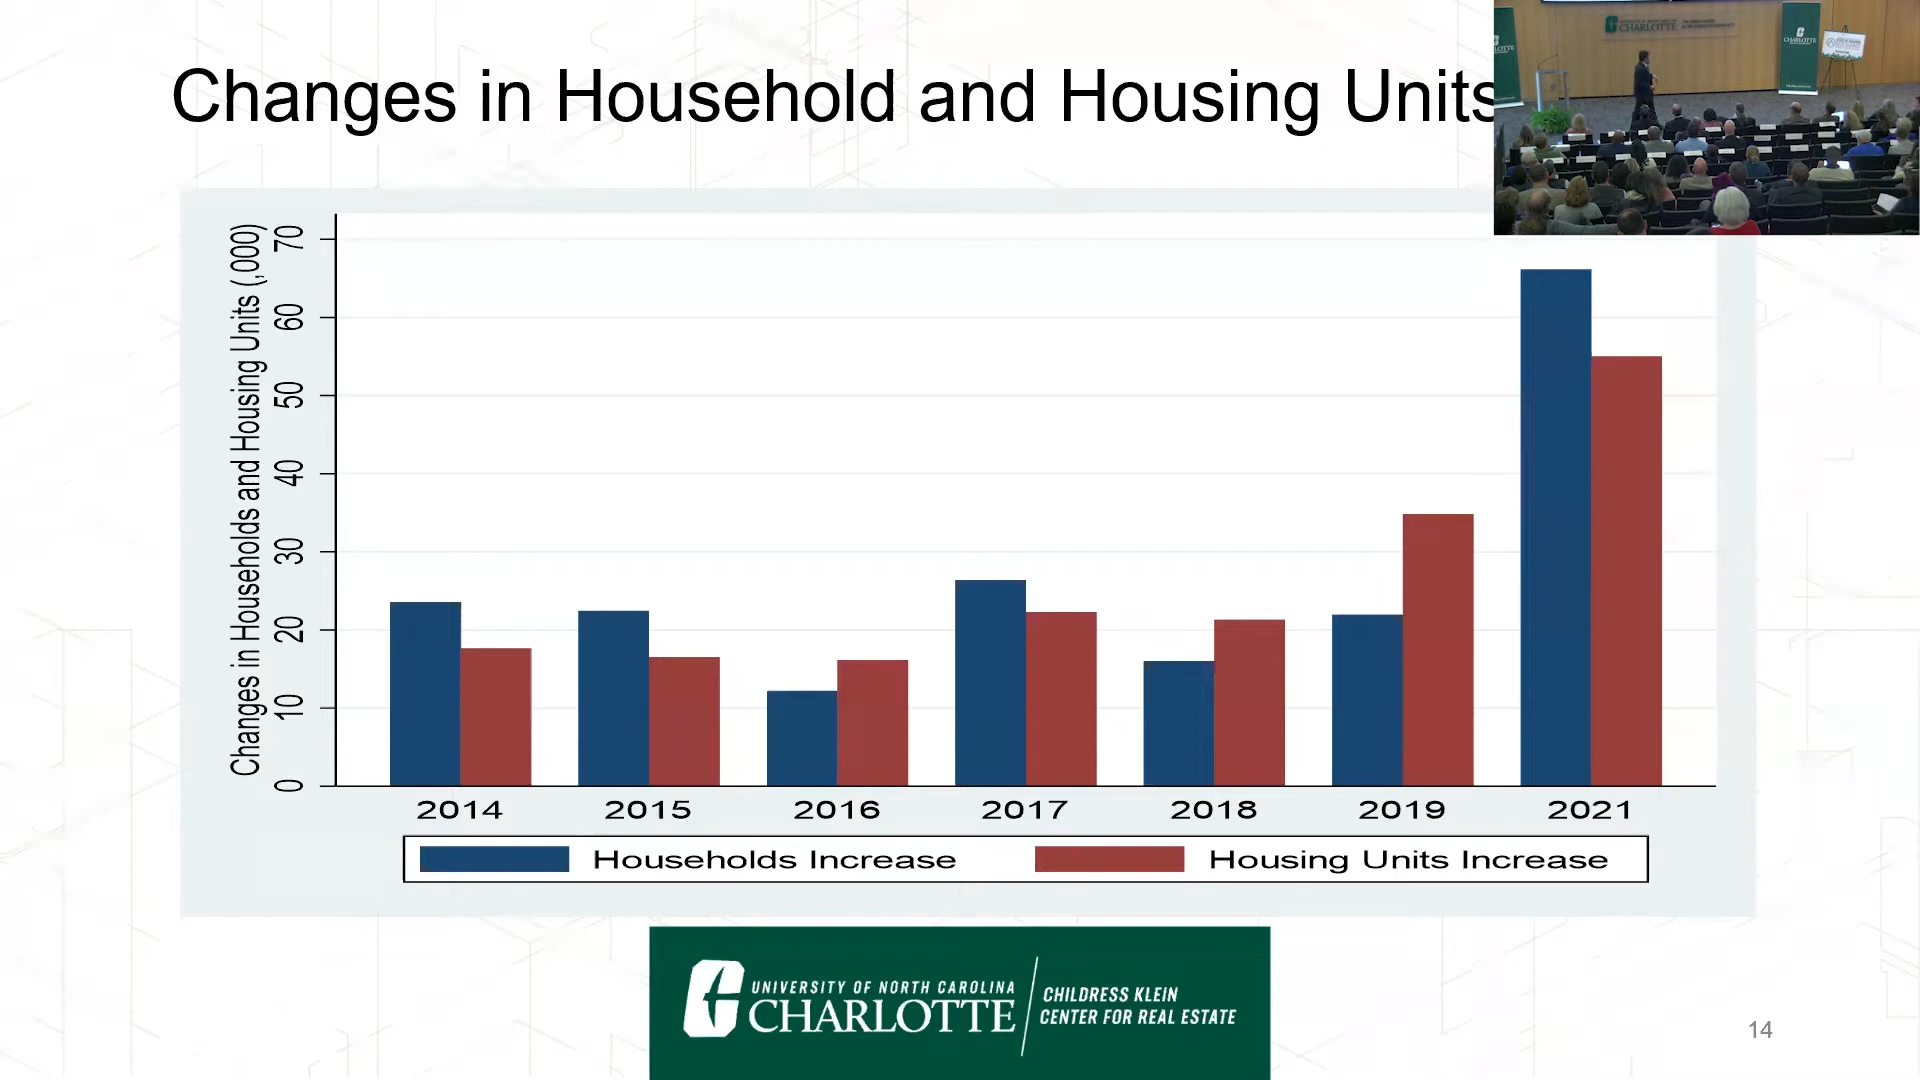 Changes in Household and Housing Units
Changes in Households and Housing Units (,000)
70
60
50
40
30
20
10
0
2014 2015 2016 2017 2018 2019 2021
Households Increase Housing Units Increase
UNIVERSITY OF NORTH CAROLINA
CHARLOTTE
CHILDRESS KLEIN
CENTER FOR REAL ESTATE
14
CHARLOTTE
CHARLOTTE